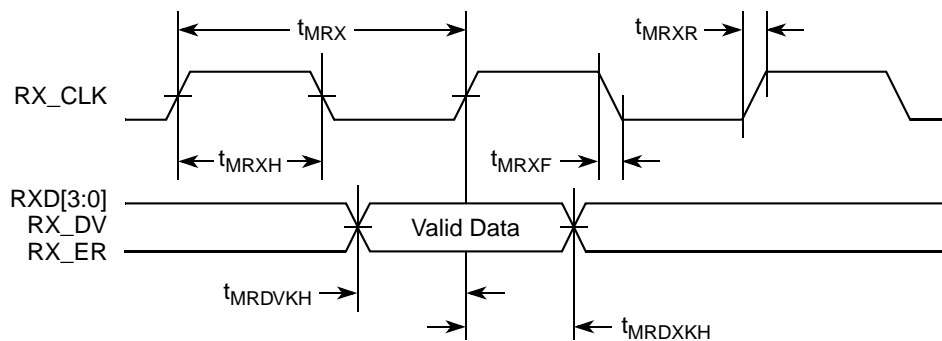 tMRX
tMRXR
RX_CLK
tMRXH
tMRXF
RXD[3:0]
RX_DV
Valid Data
RX_ER
tMRDVKH
tMRDXKH